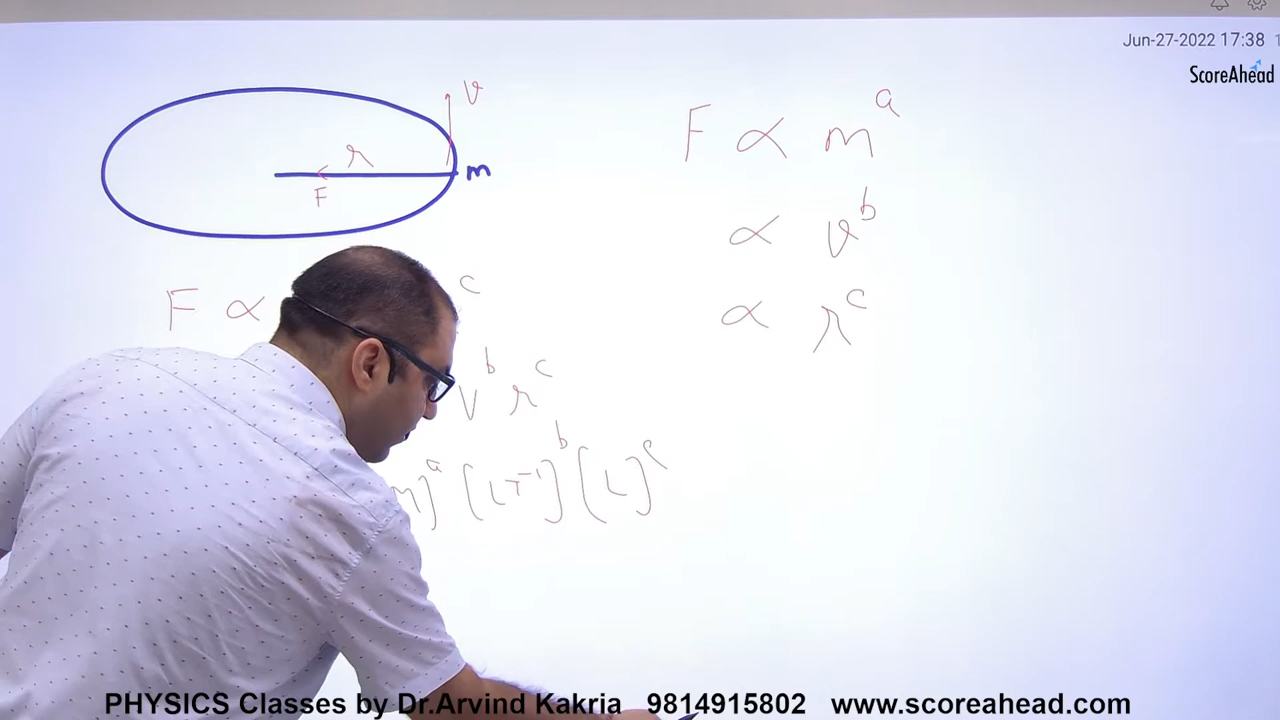 Jun-27-2022 17:38
ScoreAhead
v
r
m
F
F ∝ m^a
∝ v^b
∝ r^c
F ∝ c
v^b r^c
M]^a [LT^-1]^b [L]^c
PHYSICS Classes by Dr.Arvind Kakria 9814915802 www.scoreahead.com